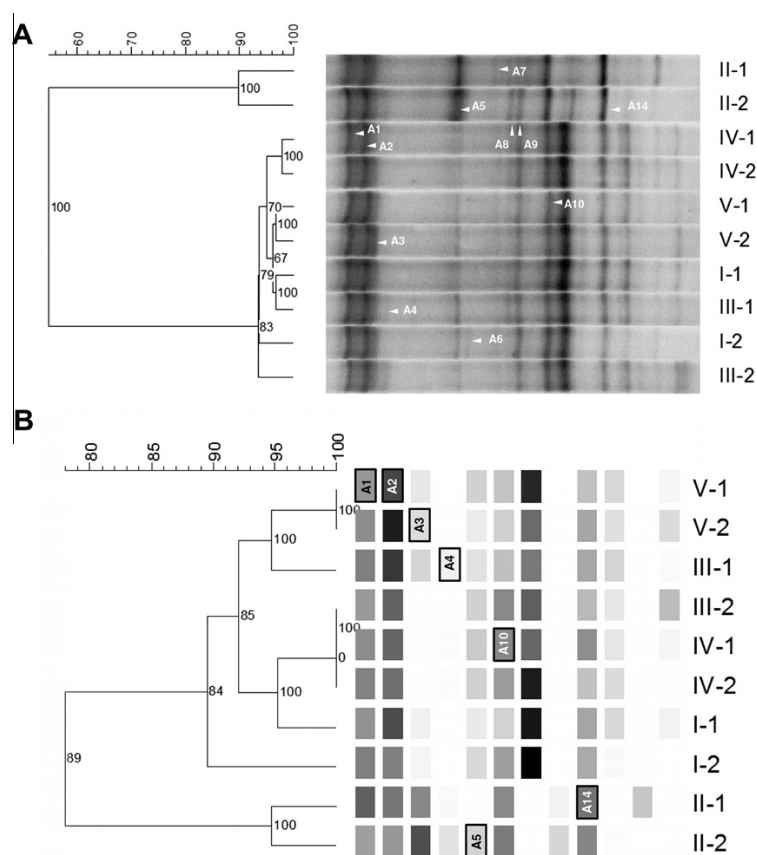 A
60 70 80 90 100
100
100
100
70
100
67
79
100
83
A7
A5
A14
A1
A2
A8 A9
A10
A3
A4
A6
II-1
II-2
IV-1
IV-2
V-1
V-2
I-1
III-1
I-2
III-2
B
80 85 90 95 100
100
100
85
100
0
84
100
89
100
A1 A2 V-1
A3 V-2
A4 III-1
III-2
A10 IV-1
IV-2
I-1
I-2
A14 II-1
A5 II-2